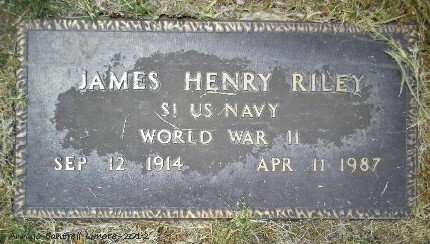 JAMES HENRY RILEY
S1 US NAVY
WORLD WAR II
SEP 12 1914 APR 11 1987